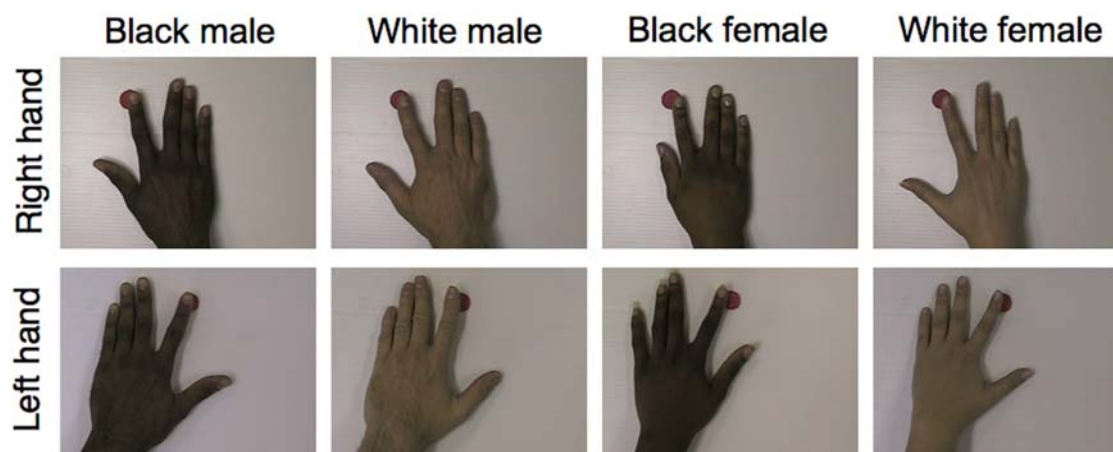 Black male
White male
Black female
White female
Right hand
Left hand